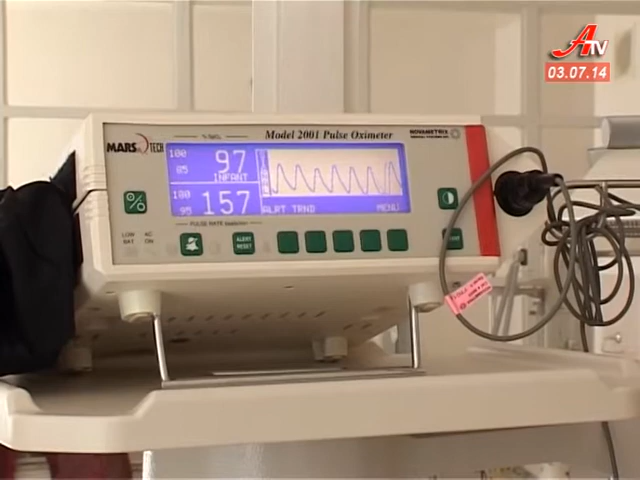 ATV
03.07.14
MARS TECH
Model 2001 Pulse Oximeter
NOVAMETRIX
100
85
97
INFANT
180
95
157
ALRT TRND
MENU
LOW BAT
AC ON
PULSE RATE
ALERT RESET